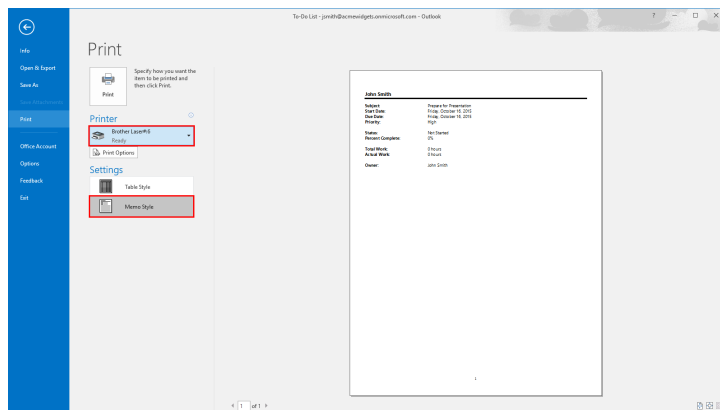 To-Do List - jsmith@acmewidgets.onmicrosoft.com - Outlook
?
Info
Open & Export
Save As
Save Attachments
Print
Office Account
Options
Feedback
Exit
Print
Print
Specify how you want the
item to be printed and
then click Print.
Printer
Brother Laser#16
Ready
Print Options
Settings
Table Style
Memo Style
John Smith
Subject: Prepare for Presentation
Start Date: Friday, October 16, 2015
Due Date: Friday, October 16, 2015
Priority: High
Status: Not Started
Percent Complete: 0%
Total Work: 0 hours
Actual Work: 0 hours
Owner: John Smith
1
1 of 1